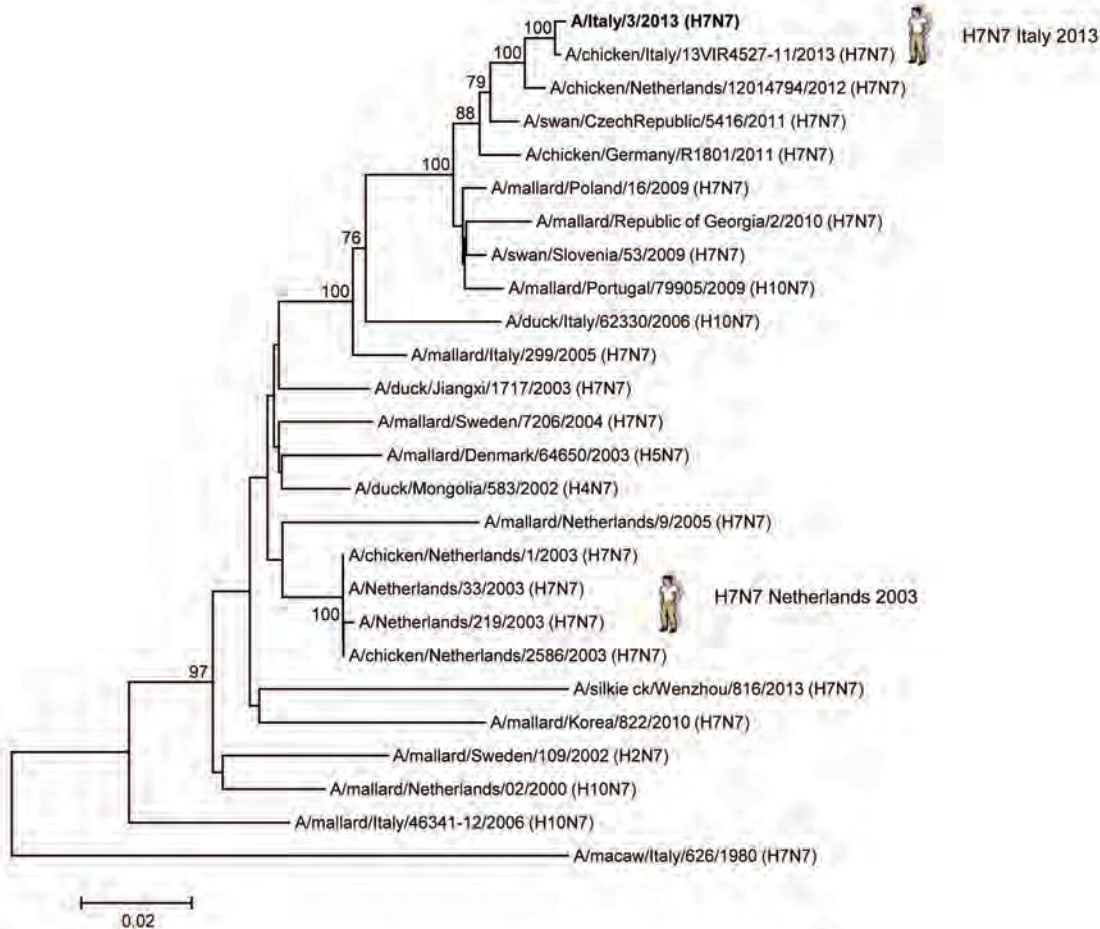 100
A/Italy/3/2013 (H7N7)
H7N7 Italy 2013
100
A/chicken/Italy/13VIR4527-11/2013 (H7N7)
79
A/chicken/Netherlands/12014794/2012 (H7N7)
88
A/swan/CzechRepublic/5416/2011 (H7N7)
100
A/chicken/Germany/R1801/2011 (H7N7)
A/mallard/Poland/16/2009 (H7N7)
A/mallard/Republic of Georgia/2/2010 (H7N7)
76
A/swan/Slovenia/53/2009 (H7N7)
100
A/mallard/Portugal/79905/2009 (H10N7)
A/duck/Italy/62330/2006 (H10N7)
A/mallard/Italy/299/2005 (H7N7)
A/duck/Jiangxi/1717/2003 (H7N7)
A/mallard/Sweden/7206/2004 (H7N7)
A/mallard/Denmark/64650/2003 (H5N7)
A/duck/Mongolia/583/2002 (H4N7)
A/mallard/Netherlands/9/2005 (H7N7)
A/chicken/Netherlands/1/2003 (H7N7)
A/Netherlands/33/2003 (H7N7)
H7N7 Netherlands 2003
100
A/Netherlands/219/2003 (H7N7)
A/chicken/Netherlands/2586/2003 (H7N7)
97
A/silkie ck/Wenzhou/816/2013 (H7N7)
A/mallard/Korea/822/2010 (H7N7)
A/mallard/Sweden/109/2002 (H2N7)
A/mallard/Netherlands/02/2000 (H10N7)
A/mallard/Italy/46341-12/2006 (H10N7)
A/macaw/Italy/626/1980 (H7N7)
0.02